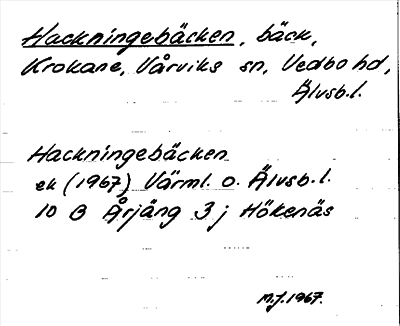 Hackningebäcken, bäck,
Krokane, Vårviks sn, Vedbo hd,
Älvsb.l.
Hackningebäcken
ek (1967) Värml. o. Älvsb.l.
10 B Årjäng 3 j Hökenäs
M.J. 1967.